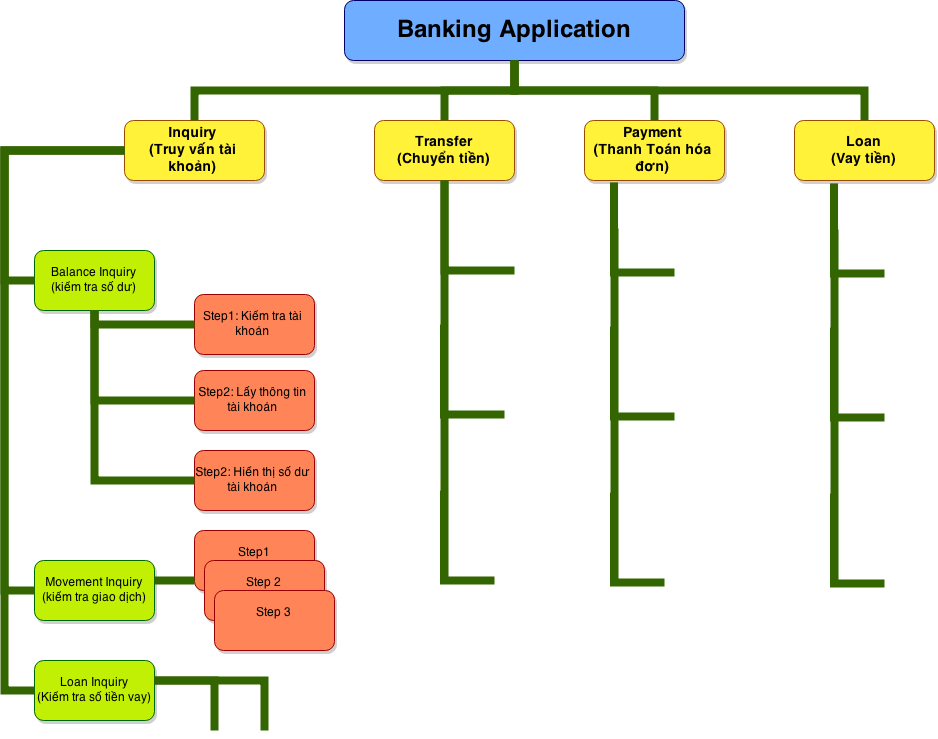 Banking Application
Inquiry
(Truy vấn tài
khoản)
Transfer
(Chuyển tiền)
Payment
(Thanh Toán hóa
đơn)
Loan
(Vay tiền)
Balance Inquiry
(kiểm tra số dư)
Step1: Kiểm tra tài
khoản
Step2: Lấy thông tin
tài khoản
Step2: Hiển thị số dư
tài khoản
Movement Inquiry
(kiểm tra giao dịch)
Step1
Step 2
Step 3
Loan Inquiry
(Kiểm tra số tiền vay)